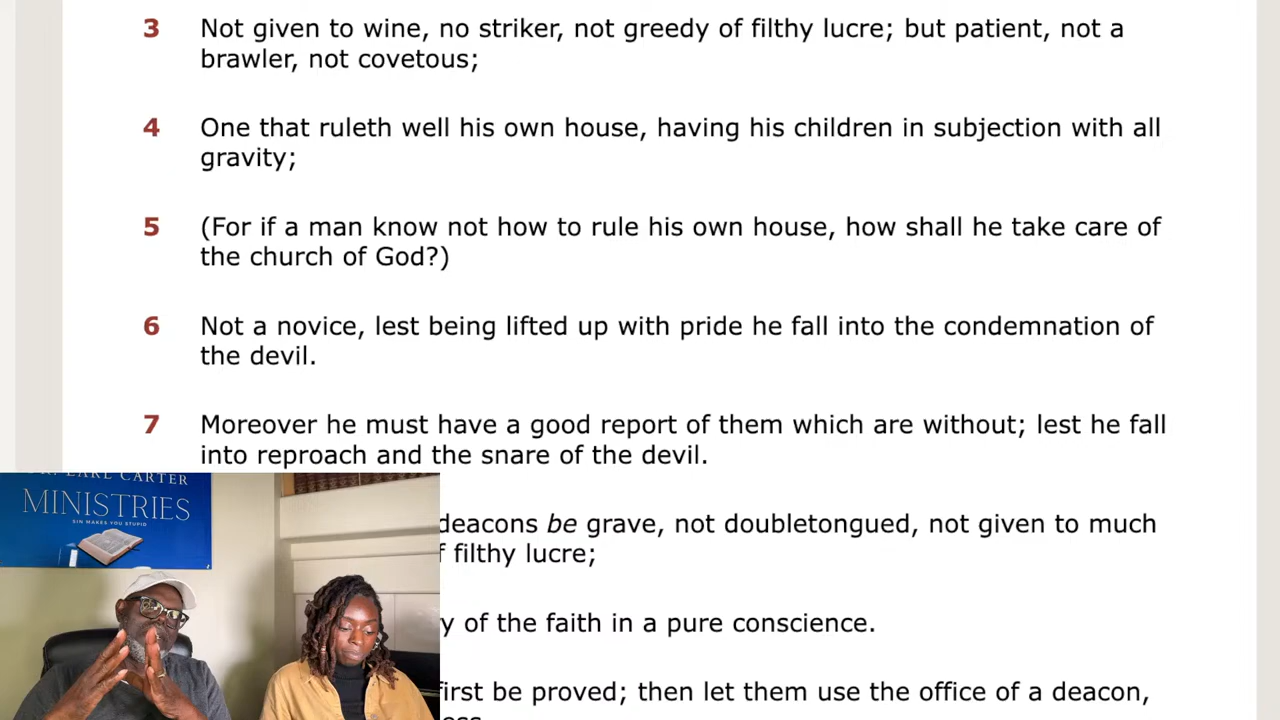 3 Not given to wine, no striker, not greedy of filthy lucre; but patient, not a
brawler, not covetous;
4 One that ruleth well his own house, having his children in subjection with all
gravity;
5 (For if a man know not how to rule his own house, how shall he take care of
the church of God?)
6 Not a novice, lest being lifted up with pride he fall into the condemnation of
the devil.
7 Moreover he must have a good report of them which are without; lest he fall
into reproach and the snare of the devil.
deacons be grave, not doubletongued, not given to much
filthy lucre;
of the faith in a pure conscience.
first be proved; then let them use the office of a deacon,
EARL CARTER
MINISTRIES
SIN MAKES YOU STUPID